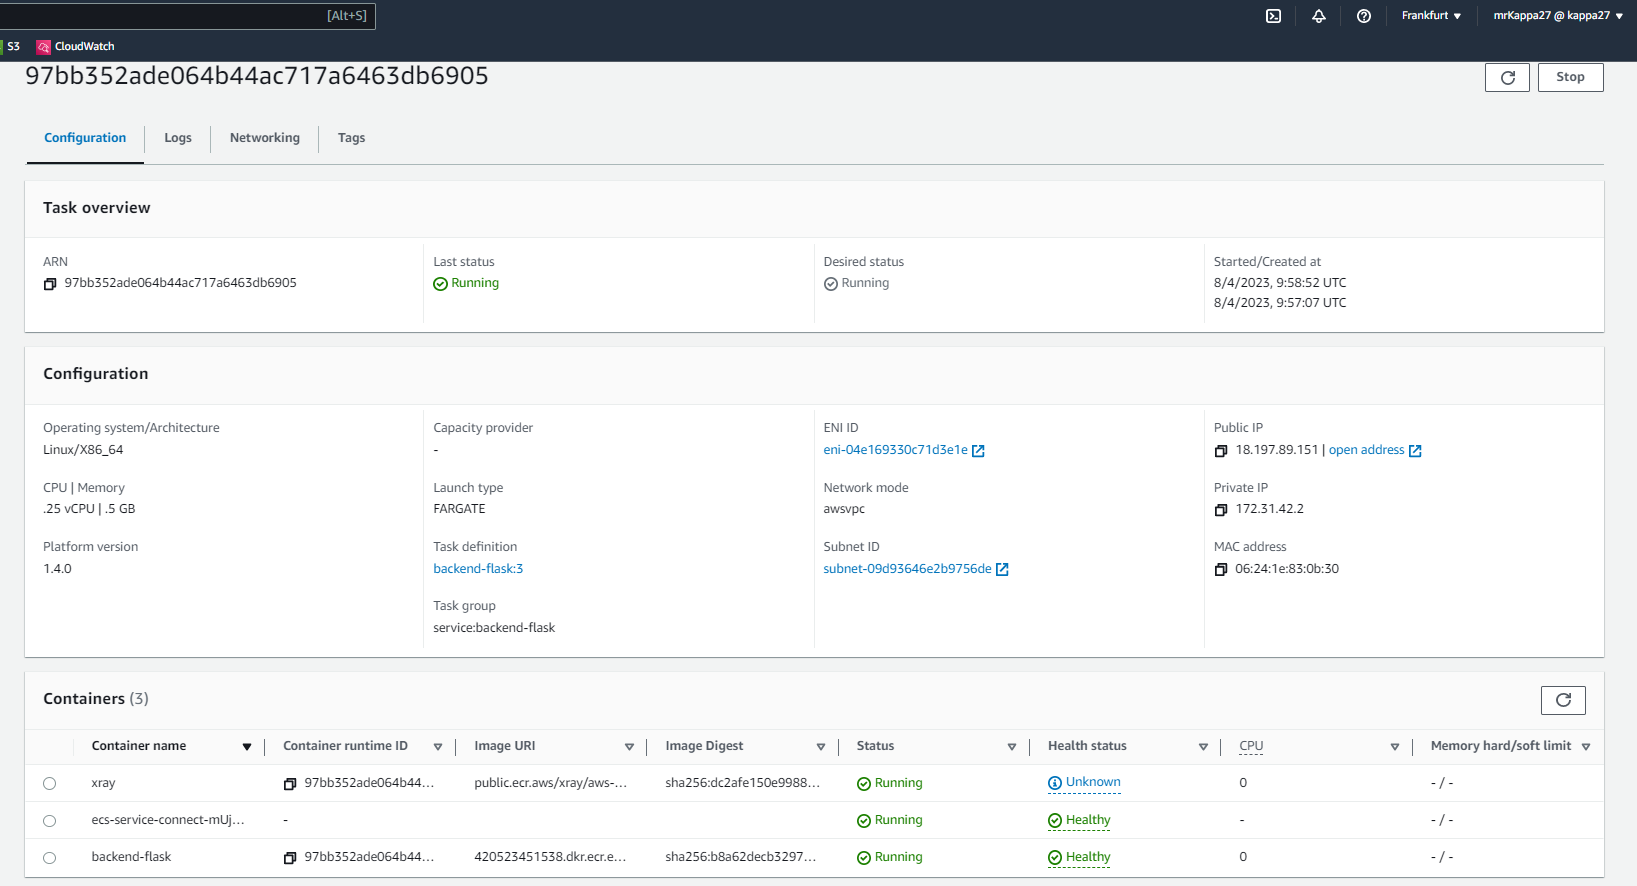 [Alt+S]
Frankfurt
mrKappa27 @ kappa27
S3
CloudWatch
97bb352ade064b44ac717a6463db6905
Stop
Configuration
Logs
Networking
Tags
Task overview
ARN
97bb352ade064b44ac717a6463db6905
Last status
Running
Desired status
Running
Started/Created at
8/4/2023, 9:58:52 UTC
8/4/2023, 9:57:07 UTC
Configuration
Operating system/Architecture
Linux/X86_64
CPU | Memory
.25 vCPU | .5 GB
Platform version
1.4.0
Capacity provider
-
Launch type
FARGATE
Task definition
backend-flask:3
Task group
service:backend-flask
ENI ID
eni-04e169330c71d3e1e
Network mode
awsvpc
Subnet ID
subnet-09d93646e2b9756de
Public IP
18.197.89.151 | open address
Private IP
172.31.42.2
MAC address
06:24:1e:83:0b:30
Containers (3)
Container name Container runtime ID Image URI Image Digest Status Health status CPU Memory hard/soft limit
xray 97bb352ade064b44... public.ecr.aws/xray/aws-... sha256:dc2afe150e9988... Running Unknown 0 - / -
ecs-service-connect-mUj... - Running Healthy - - / -
backend-flask 97bb352ade064b44... 420523451538.dkr.ecr.e... sha256:b8a62decb3297... Running Healthy 0 - / -